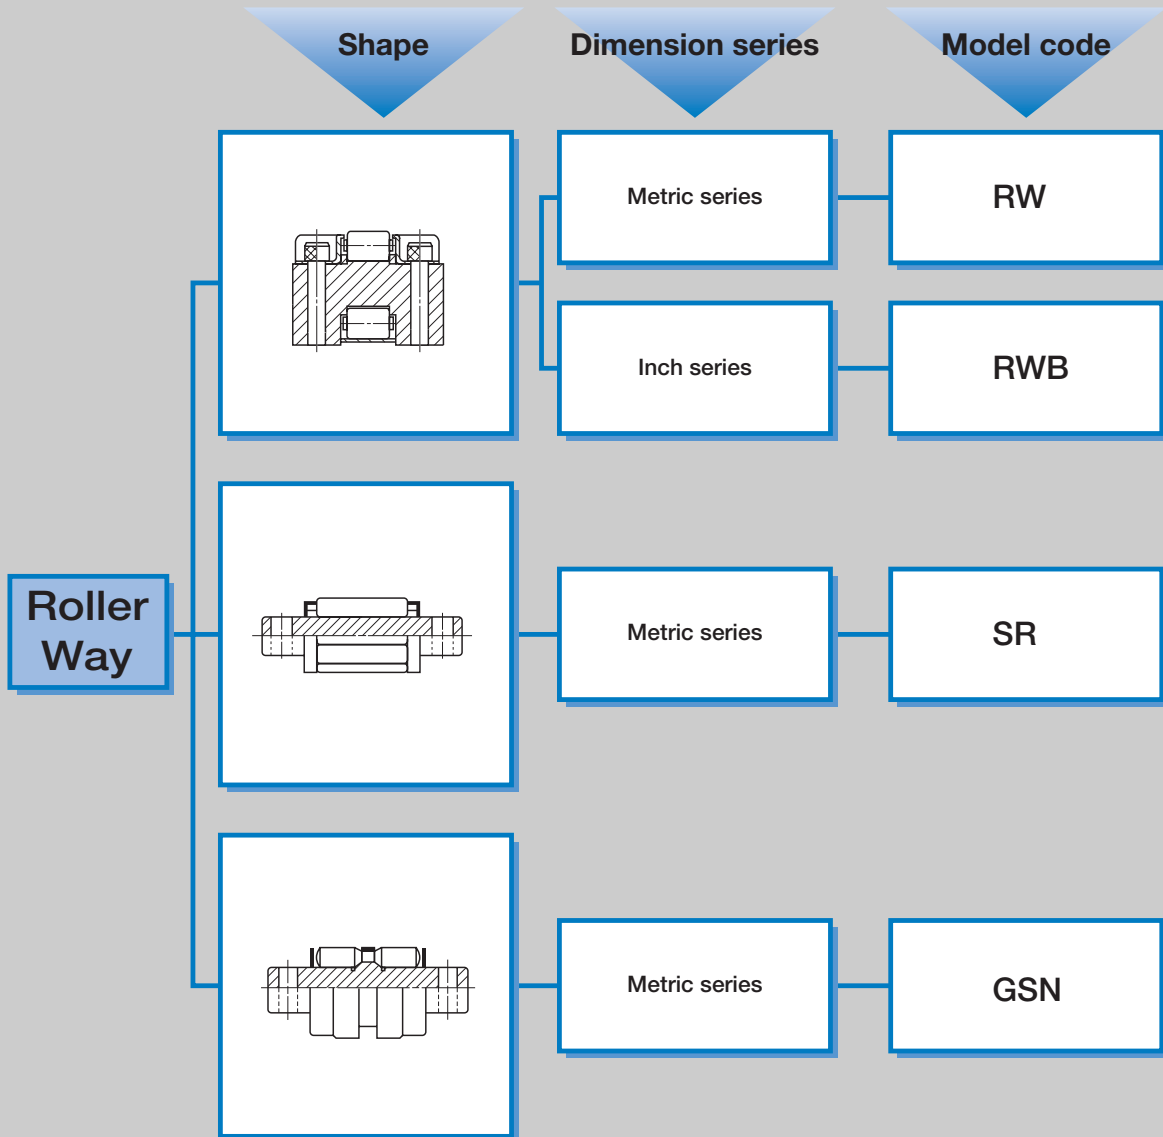 Shape
Dimension series
Model code
Metric series
RW
Inch series
RWB
Roller
Way
Metric series
SR
Metric series
GSN